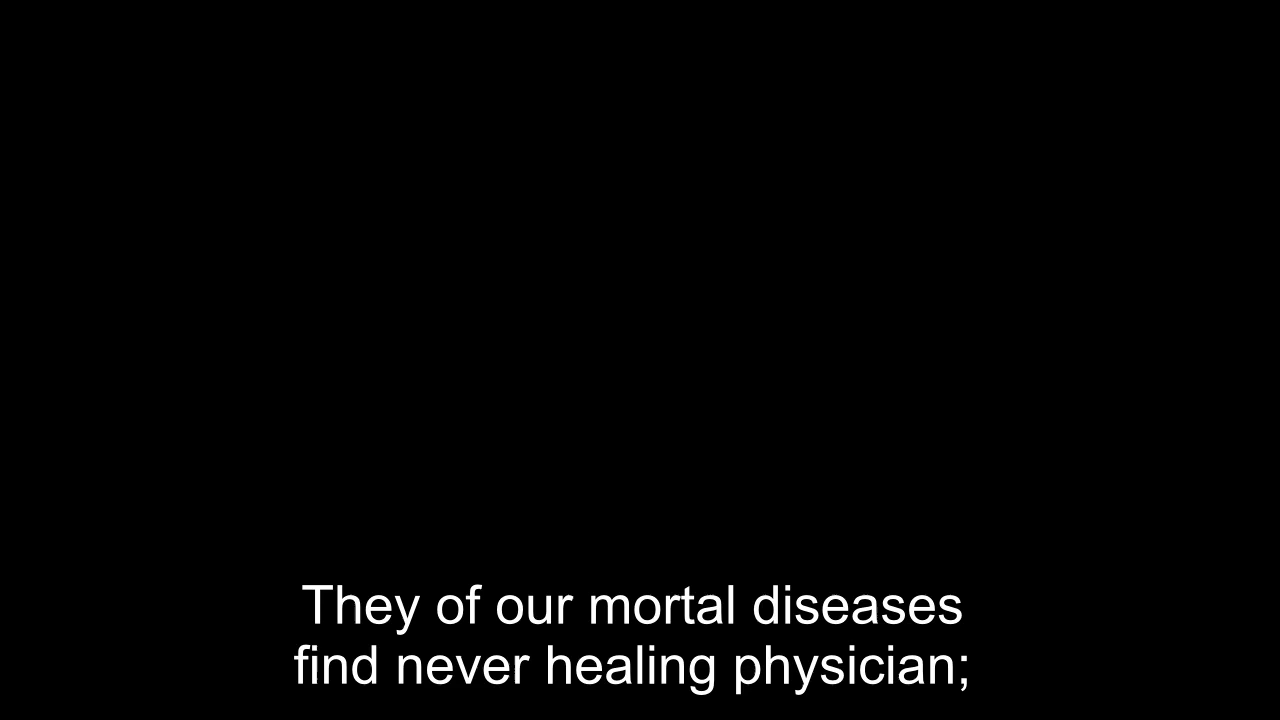 They of our mortal diseases
find never healing physician;